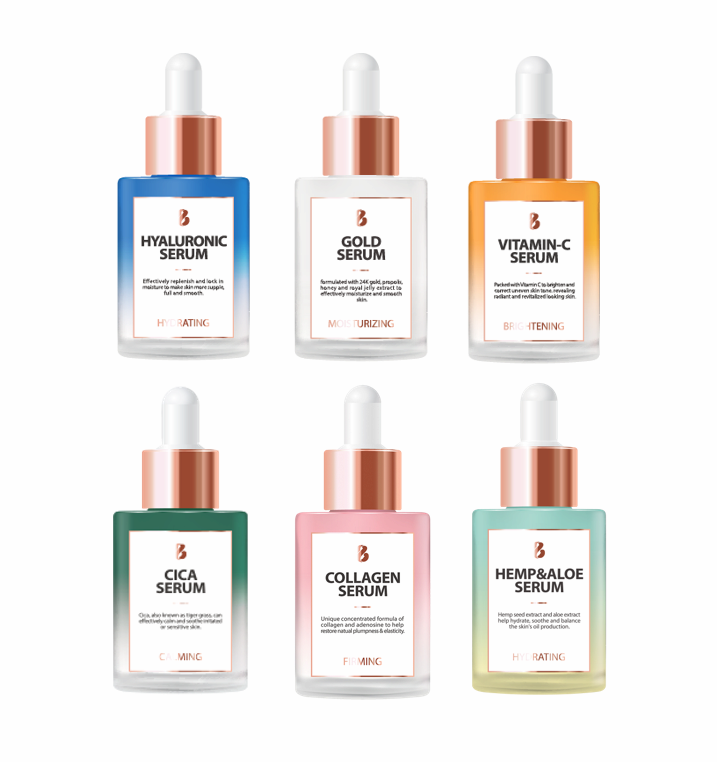 B
HYALURONIC
SERUM
Effectively replenish and lock in
moisture to make skin more supple,
full and smooth.
HYDRATING
B
GOLD
SERUM
formulated with 24K gold, propolis,
honey and royal jelly extract to
effectively moisturize and smooth
skin.
MOISTURIZING
B
VITAMIN-C
SERUM
Packed with Vitamin C to brighten and
correct uneven skin tone, revealing
radiant and revitalized looking skin.
BRIGHTENING
B
CICA
SERUM
Cica, also known as tiger grass, can
effectively calm and soothe irritated
or sensitive skin.
CALMING
B
COLLAGEN
SERUM
Unique concentrated formula of
collagen and adenosine to help
restore natual plumpness & elasticity.
FIRMING
B
HEMP&ALOE
SERUM
Hemp seed extract and aloe extract
help hydrate, soothe and balance
the skin's oil production.
HYDRATING